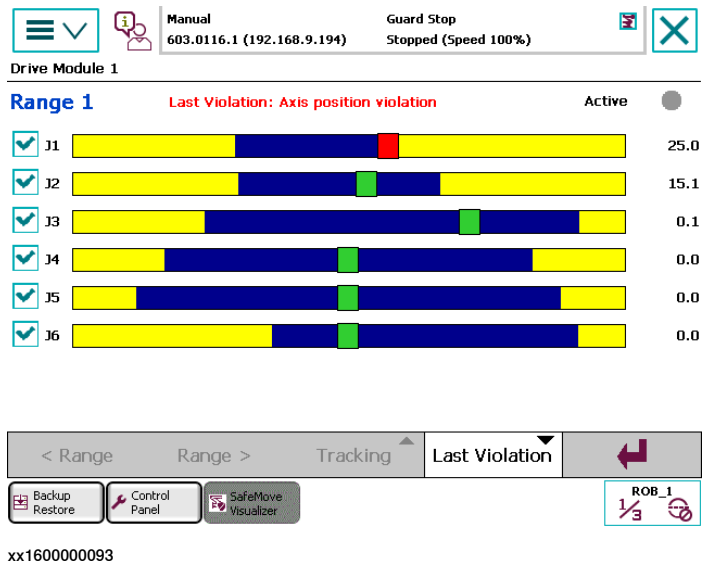 Manual
Guard Stop
603.0116.1 (192.168.9.194)
Stopped (Speed 100%)
Drive Module 1
Range 1
Last Violation: Axis position violation
Active
J1
25.0
J2
15.1
J3
0.1
J4
0.0
J5
0.0
J6
0.0
< Range
Range >
Tracking
Last Violation
Backup
Restore
Control
Panel
SafeMove
Visualizer
ROB_1
1/3
xx1600000093